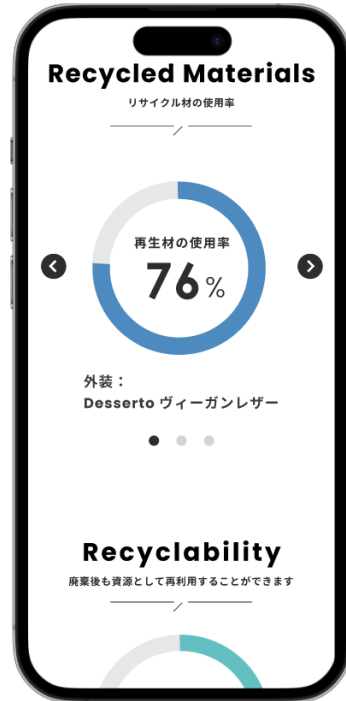 Recycled Materials
リサイクル材の使用率
再生材の使用率
76%
外装：
Desserto ヴィーガンレザー
Recyclability
廃棄後も資源として再利用することができます